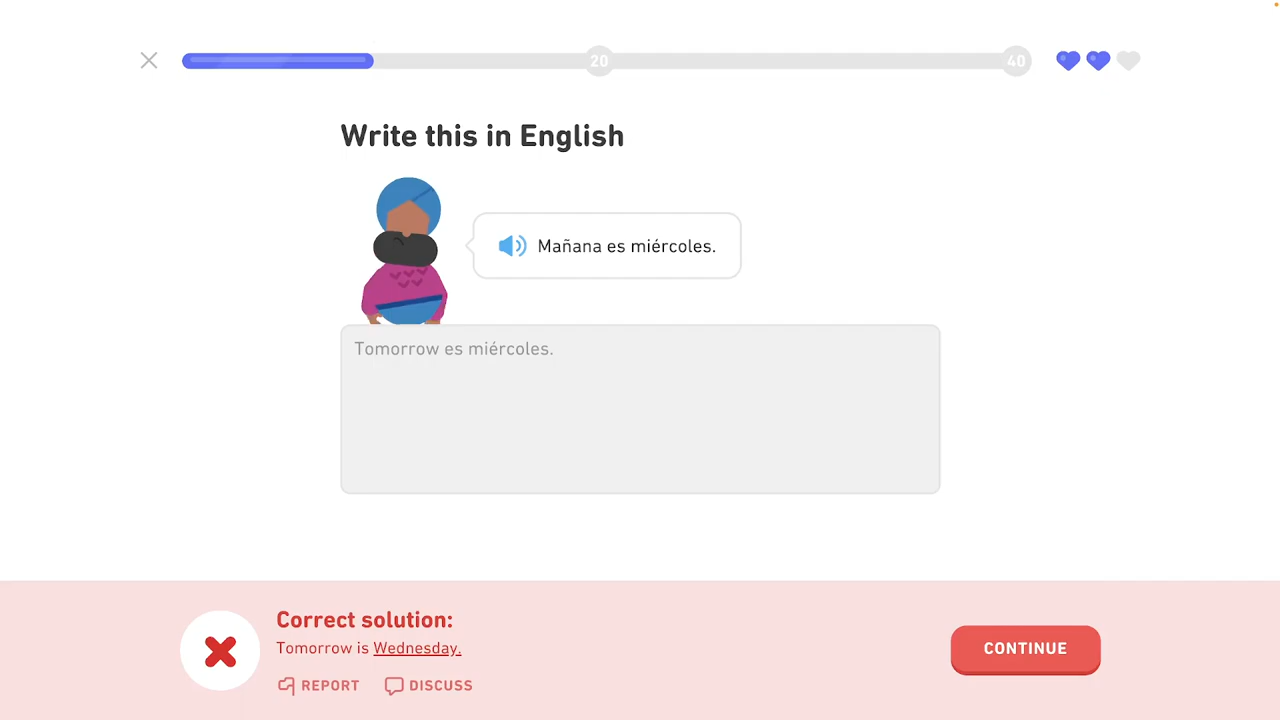 20
40
Write this in English
Mañana es miércoles.
Tomorrow es miércoles.
Correct solution:
Tomorrow is Wednesday.
CONTINUE
REPORT DISCUSS